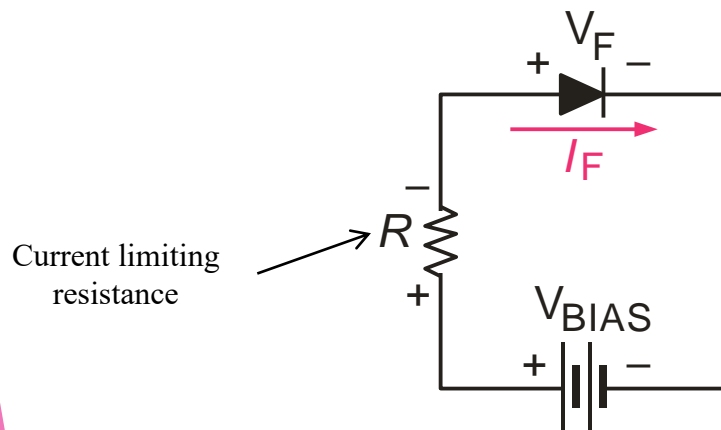 V_F
+ –
I_F
–
R
Current limiting
resistance
+
V_BIAS
+ –